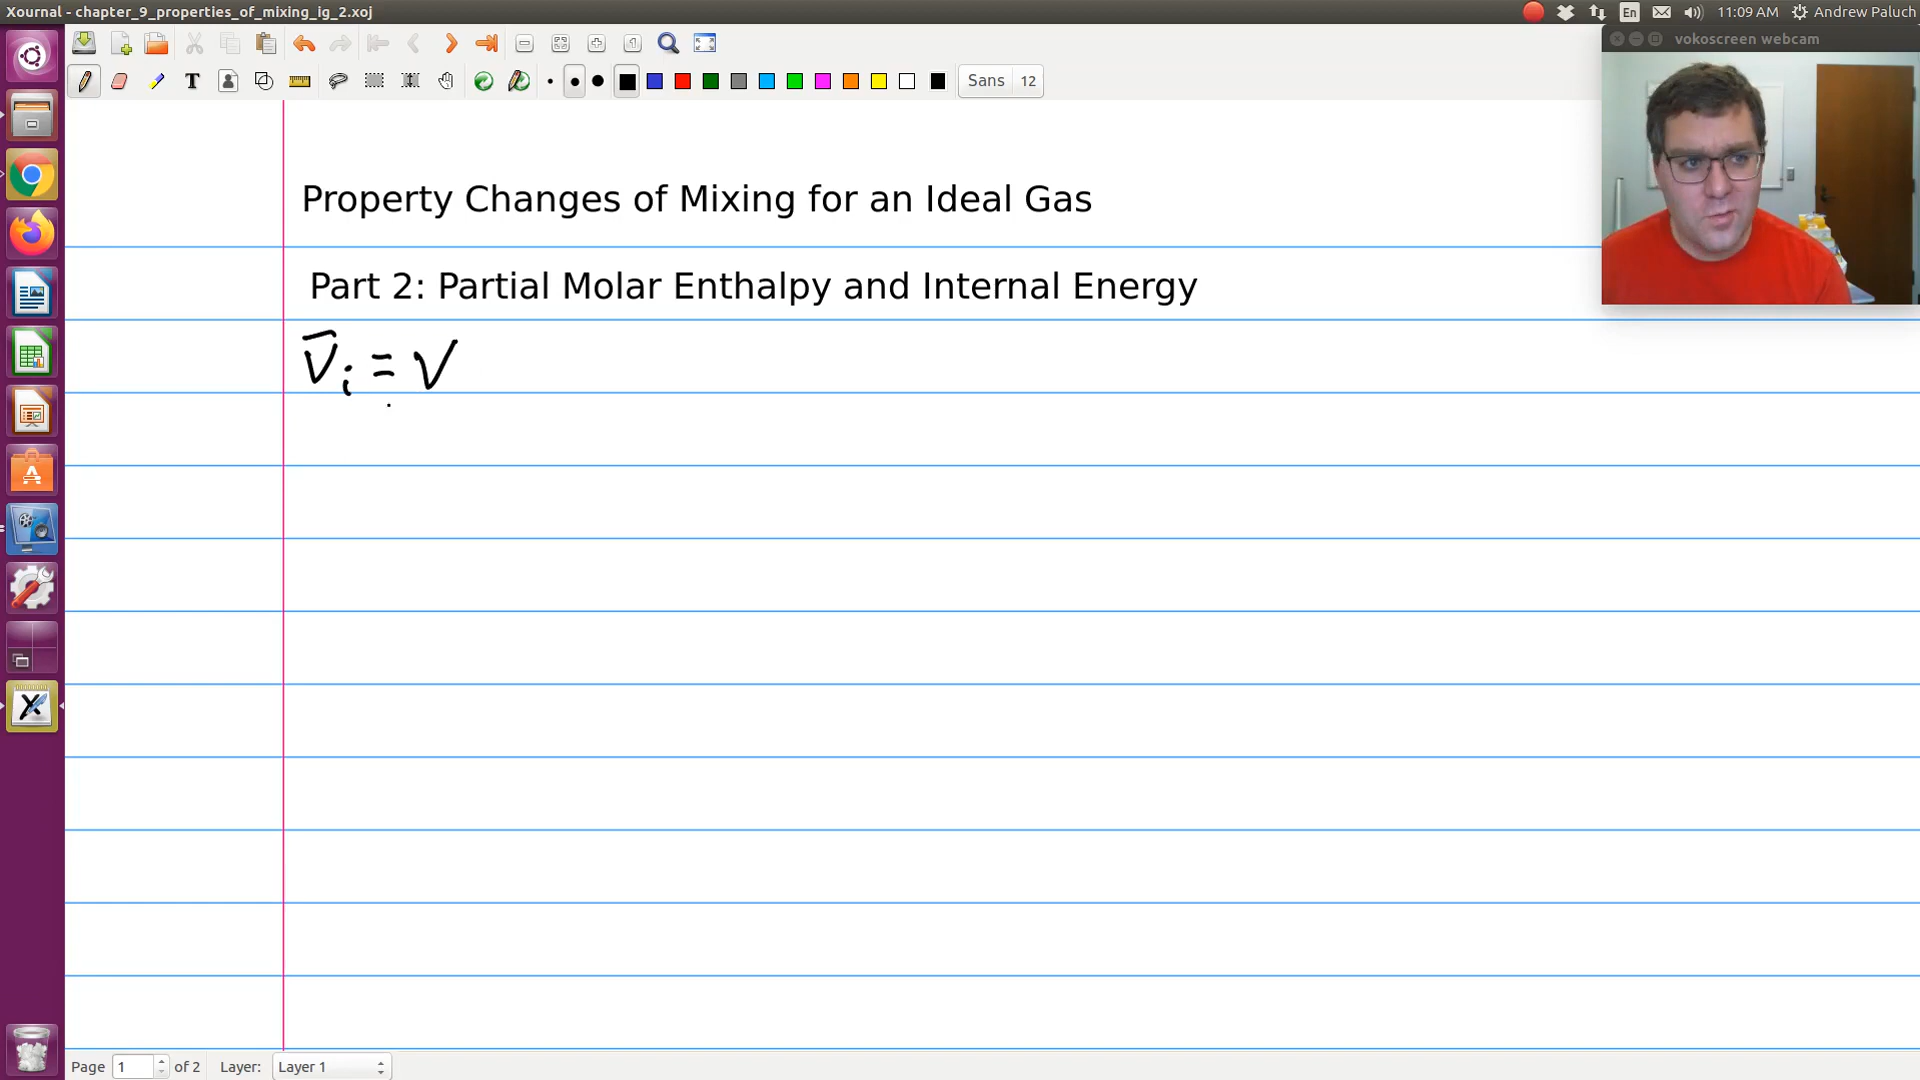 Xournal - chapter_9_properties_of_mixing_ig_2.xoj
En
11:09 AM
Andrew Paluch
vokoscreen webcam
T
Sans 12
Property Changes of Mixing for an Ideal Gas
Part 2: Partial Molar Enthalpy and Internal Energy
V̅ᵢ = V
Page 1 of 2 Layer: Layer 1